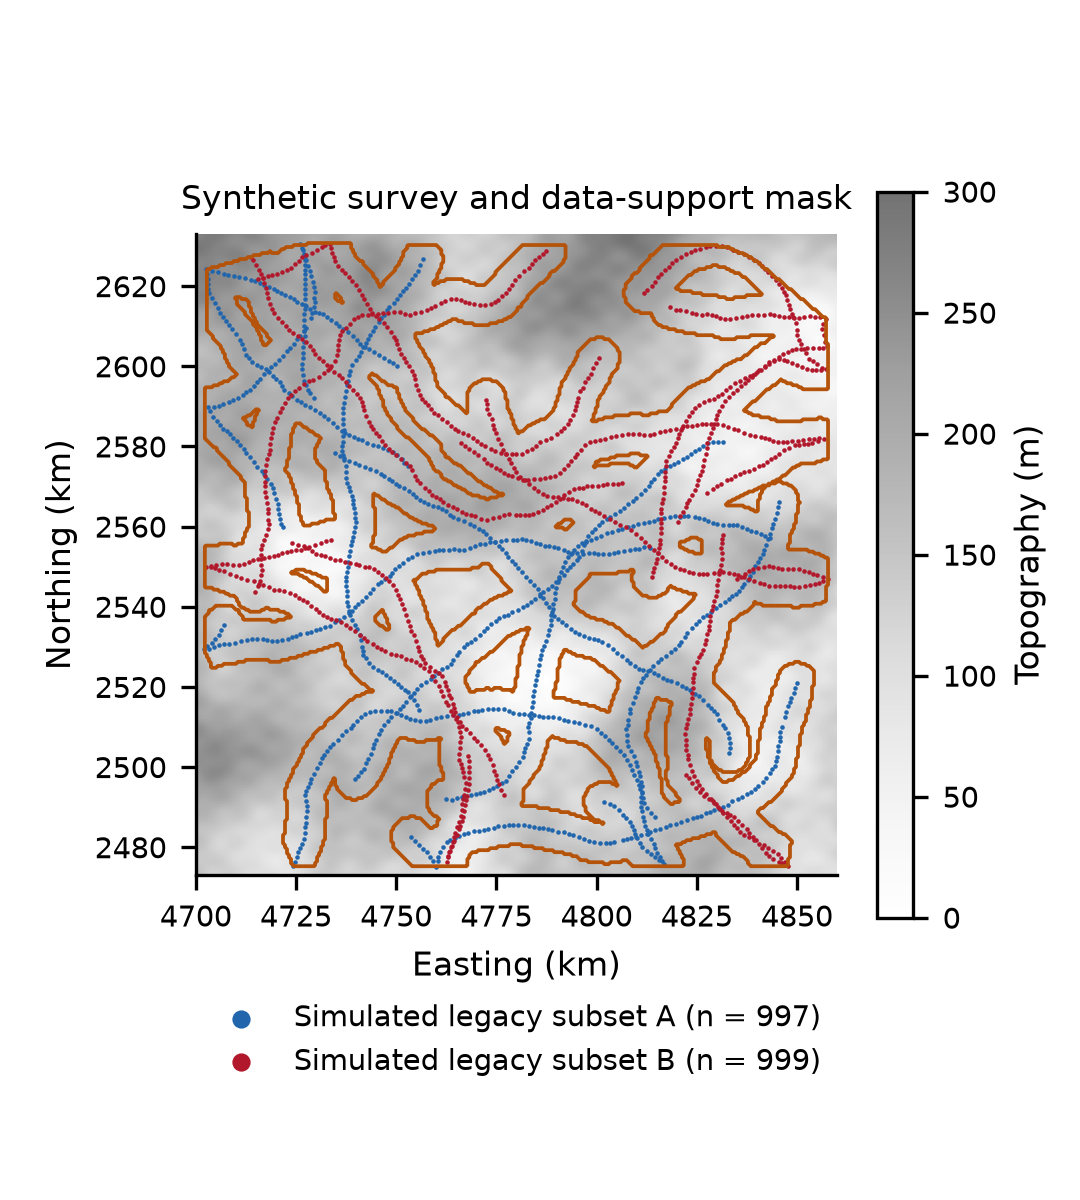 Synthetic survey and data-support mask
300
250
200
150
100
50
0
Topography (m)
2620
2600
2580
2560
2540
2520
2500
2480
Northing (km)
4700 4725 4750 4775 4800 4825 4850
Easting (km)
Simulated legacy subset A (n = 997)
Simulated legacy subset B (n = 999)